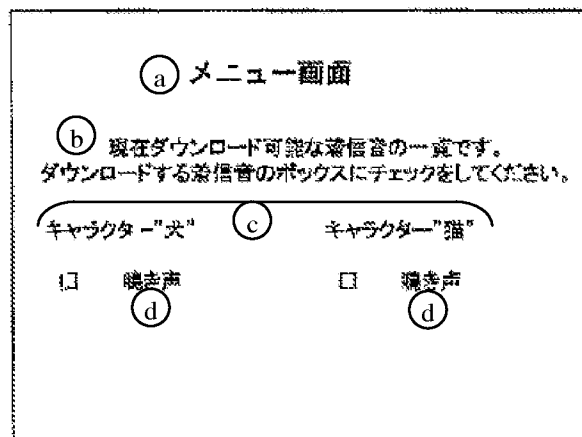 a メニュー画面
b 現在ダウンロード可能な着信音の一覧です。
ダウンロードする着信音のボックスにチェックをしてください。
c
キャラクター"犬" キャラクター"猫"
□ 鳴き声 □ 鳴き声
d d